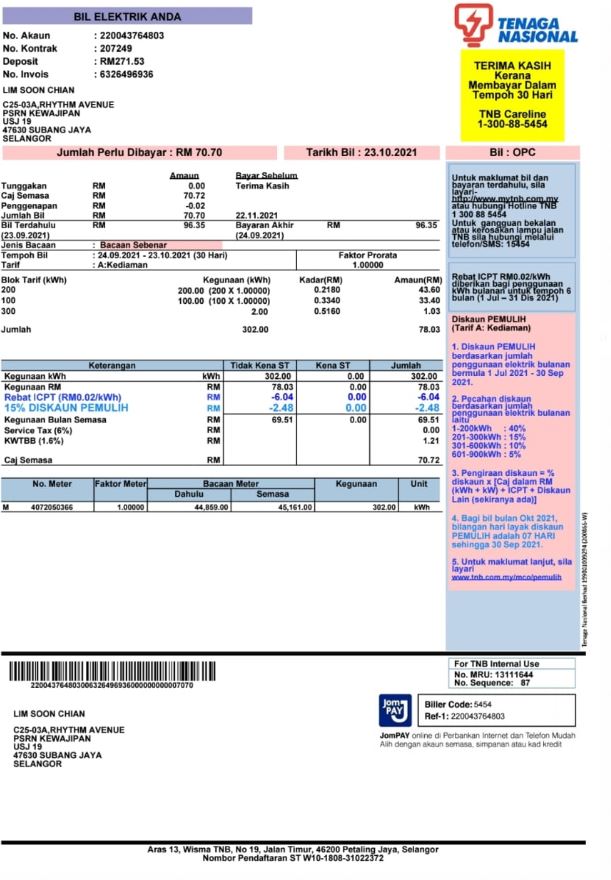 BIL ELEKTRIK ANDA
No. Akaun : 220043764803
No. Kontrak : 207249
Deposit : RM271.53
No. Invois : 6326496936
LIM SOON CHIAN
C25-03A,RHYTHM AVENUE
PSRN KEWAJIPAN
USJ 19
47630 SUBANG JAYA
SELANGOR
TENAGA
NASIONAL
TERIMA KASIH
Kerana
Membayar Dalam
Tempoh 30 Hari
TNB Careline
1-300-88-5454
Jumlah Perlu Dibayar : RM 70.70 Tarikh Bil : 23.10.2021 Bil : OPC
Amaun Bayar Sebelum
Tunggakan RM 0.00 Terima Kasih
Caj Semasa RM 70.72
Penggenapan RM -0.02
Jumlah Bil RM 70.70 22.11.2021
Bil Terdahulu RM 96.35 Bayaran Akhir RM 96.35
(23.09.2021) (24.09.2021)
Jenis Bacaan : Bacaan Sebenar
Tempoh Bil : 24.09.2021 - 23.10.2021 (30 Hari) Faktor Prorata
Tarif : A:Kediaman 1.00000
Blok Tarif (kWh) Kegunaan (kWh) Kadar(RM) Amaun(RM)
200 200.00 (200 X 1.00000) 0.2180 43.60
100 100.00 (100 X 1.00000) 0.3340 33.40
300 2.00 0.5160 1.03
Jumlah 302.00 78.03
Keterangan Tidak Kena ST Kena ST Jumlah
Kegunaan kWh kWh 302.00 0.00 302.00
Kegunaan RM RM 78.03 0.00 78.03
Rebat ICPT (RM0.02/kWh) RM -6.04 0.00 -6.04
15% DISKAUN PEMULIH RM -2.48 0.00 -2.48
Kegunaan Bulan Semasa RM 69.51 0.00 69.51
Service Tax (6%) RM 0.00
KWTBB (1.6%) RM 1.21
Caj Semasa RM 70.72
No. Meter Faktor Meter Bacaan Meter Kegunaan Unit
Dahulu Semasa
M 4072050366 1.00000 44,859.00 45,161.00 302.00 kWh
Untuk maklumat bil dan
bayaran terdahulu, sila
layari-
http://www.mytnb.com.my
atau hubungi Hotline TNB
1 300 88 5454
Untuk gangguan bekalan
atau kerosakan lampu jalan
TNB sila hubungi melalui
telefon/SMS: 15454
Rebat ICPT RM0.02/kWh
diberikan bagi penggunaan
kWh bulanan untuk tempoh 6
bulan (1 Jul – 31 Dis 2021)
Diskaun PEMULIH
(Tarif A: Kediaman)
1. Diskaun PEMULIH
berdasarkan jumlah
penggunaan elektrik bulanan
bermula 1 Jul 2021 - 30 Sep
2021.
2. Pecahan diskaun
berdasarkan jumlah
penggunaan elektrik bulanan
iaitu
1-200kWh : 40%
201-300kWh : 15%
301-600kWh : 10%
601-900kWh : 5%
3. Pengiraan diskaun = %
diskaun x [Caj dalam RM
(kWh + kW) + ICPT + Diskaun
Lain (sekiranya ada)]
4. Bagi bil bulan Okt 2021,
bilangan hari layak diskaun
PEMULIH adalah 07 HARI
sehingga 30 Sep 2021.
5. Untuk maklumat lanjut, sila
layari
www.tnb.com.my/mco/pemulih
Tenaga Nasional Berhad 199001009294 (200866-W)
For TNB Internal Use
No. MRU: 13111644
No. Sequence: 87
LIM SOON CHIAN
C25-03A,RHYTHM AVENUE
PSRN KEWAJIPAN
USJ 19
47630 SUBANG JAYA
SELANGOR
Jom
PAY
Biller Code: 5454
Ref-1: 220043764803
JomPAY online di Perbankan Internet dan Telefon Mudah
Alih dengan akaun semasa, simpanan atau kad kredit
Aras 13, Wisma TNB, No 19, Jalan Timur, 46200 Petaling Jaya, Selangor
Nombor Pendaftaran ST W10-1808-31022372